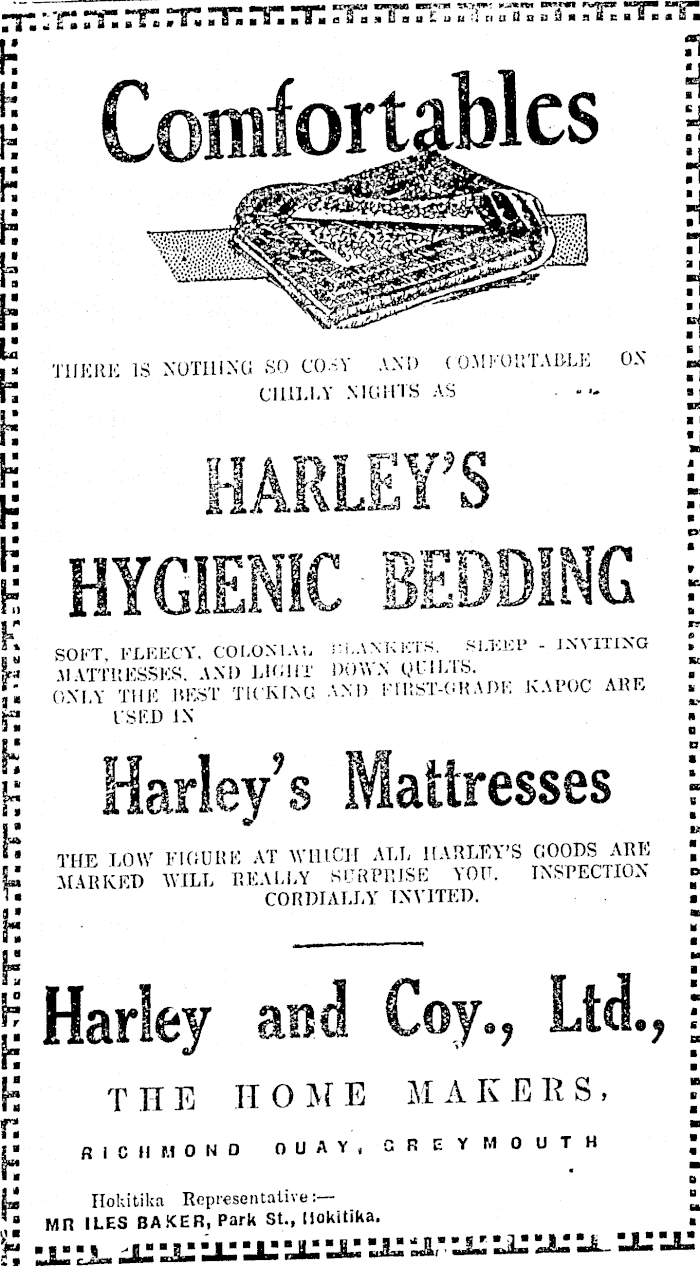 Comfortables
THERE IS NOTHING SO COSY AND COMFORTABLE ON
CHILLY NIGHTS AS
HARLEY'S
HYGIENIC BEDDING
SOFT, FLEECY, COLONIAL BLANKETS, SLEEP - INVITING
MATTRESSES, AND LIGHT DOWN QUILTS.
ONLY THE BEST TICKING AND FIRST-GRADE KAPOC ARE
USED IN
Harley's Mattresses
THE LOW FIGURE AT WHICH ALL HARLEY'S GOODS ARE
MARKED WILL REALLY SURPRISE YOU. INSPECTION
CORDIALLY INVITED.
Harley and Coy., Ltd.,
THE HOME MAKERS,
RICHMOND QUAY, GREYMOUTH
Hokitika Representative:—
MR ILES BAKER, Park St., Hokitika.